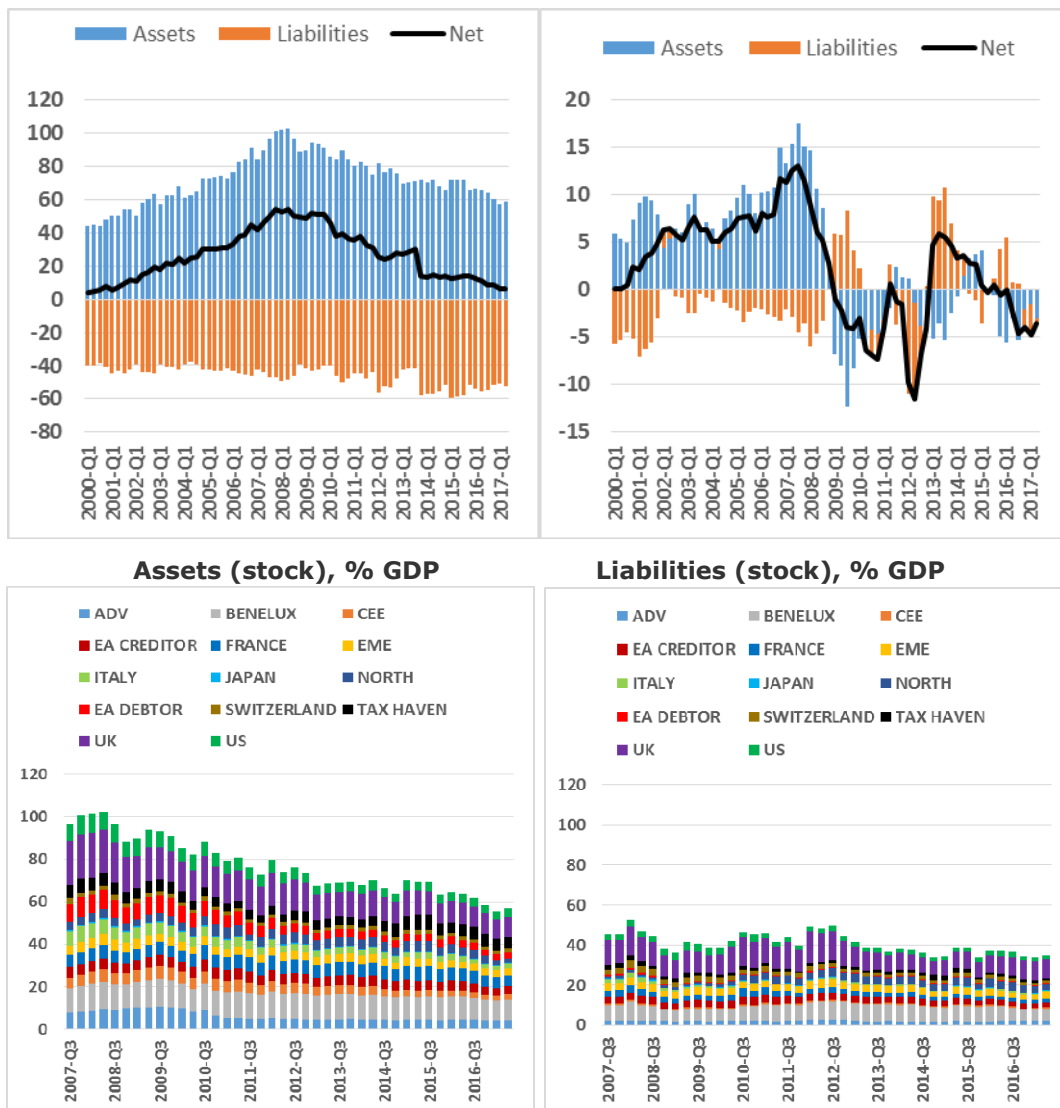 Assets Liabilities Net
120
100
80
60
40
20
0
-20
-40
-60
-80
2000-Q1
2001-Q1
2002-Q1
2003-Q1
2004-Q1
2005-Q1
2006-Q1
2007-Q1
2008-Q1
2009-Q1
2010-Q1
2011-Q1
2012-Q1
2013-Q1
2014-Q1
2015-Q1
2016-Q1
2017-Q1
Assets Liabilities Net
20
15
10
5
0
-5
-10
-15
2000-Q1
2001-Q1
2002-Q1
2003-Q1
2004-Q1
2005-Q1
2006-Q1
2007-Q1
2008-Q1
2009-Q1
2010-Q1
2011-Q1
2012-Q1
2013-Q1
2014-Q1
2015-Q1
2016-Q1
2017-Q1
Assets (stock), % GDP
ADV BENELUX CEE
EA CREDITOR FRANCE EME
ITALY JAPAN NORTH
EA DEBTOR SWITZERLAND TAX HAVEN
UK US
120
100
80
60
40
20
0
2007-Q3
2008-Q3
2009-Q3
2010-Q3
2011-Q3
2012-Q3
2013-Q3
2014-Q3
2015-Q3
2016-Q3
Liabilities (stock), % GDP
ADV BENELUX CEE
EA CREDITOR FRANCE EME
ITALY JAPAN NORTH
EA DEBTOR SWITZERLAND TAX HAVEN
UK US
120
100
80
60
40
20
0
2007-Q3
2008-Q3
2009-Q3
2010-Q3
2011-Q3
2012-Q3
2013-Q3
2014-Q3
2015-Q3
2016-Q3